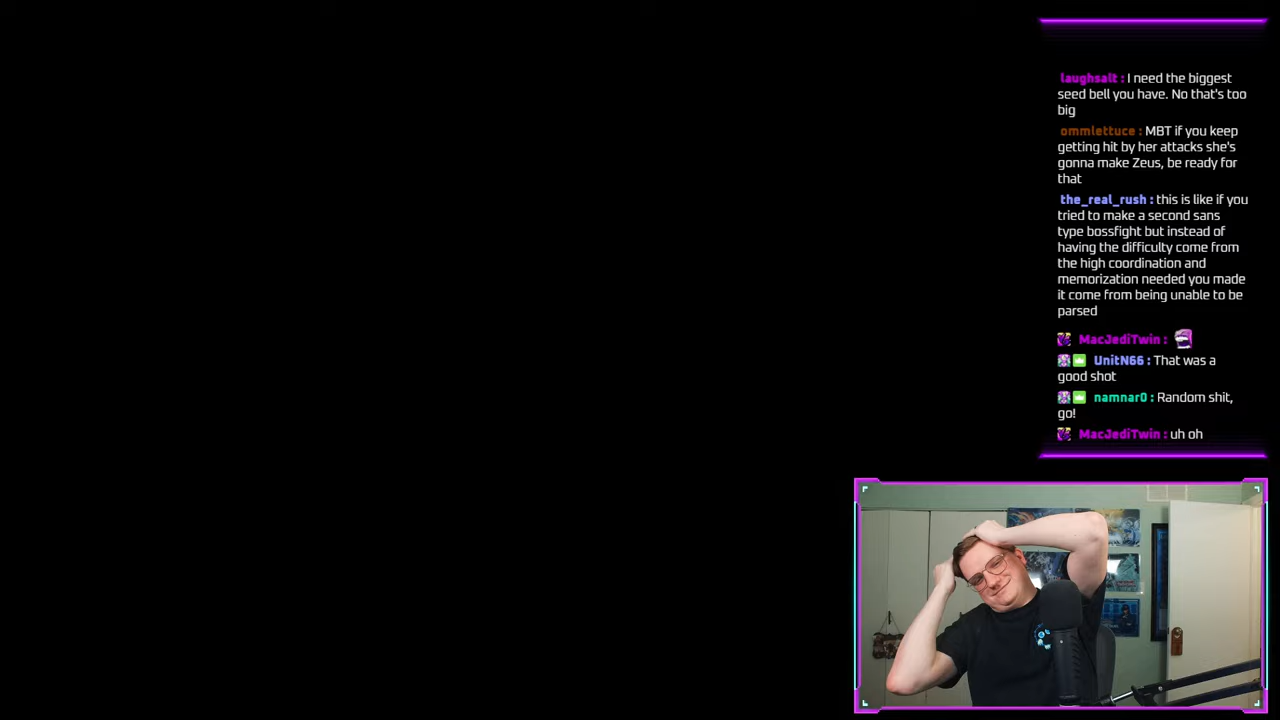 laughsalt : I need the biggest
seed bell you have. No that's too
big
ommlettuce : MBT if you keep
getting hit by her attacks she's
gonna make Zeus, be ready for
that
the_real_rush : this is like if you
tried to make a second sans
type bossfight but instead of
having the difficulty come from
the high coordination and
memorization needed you made
it come from being unable to be
parsed
MacJediTwin :
UnitN66 : That was a
good shot
namnar0 : Random shit,
go!
MacJediTwin : uh oh